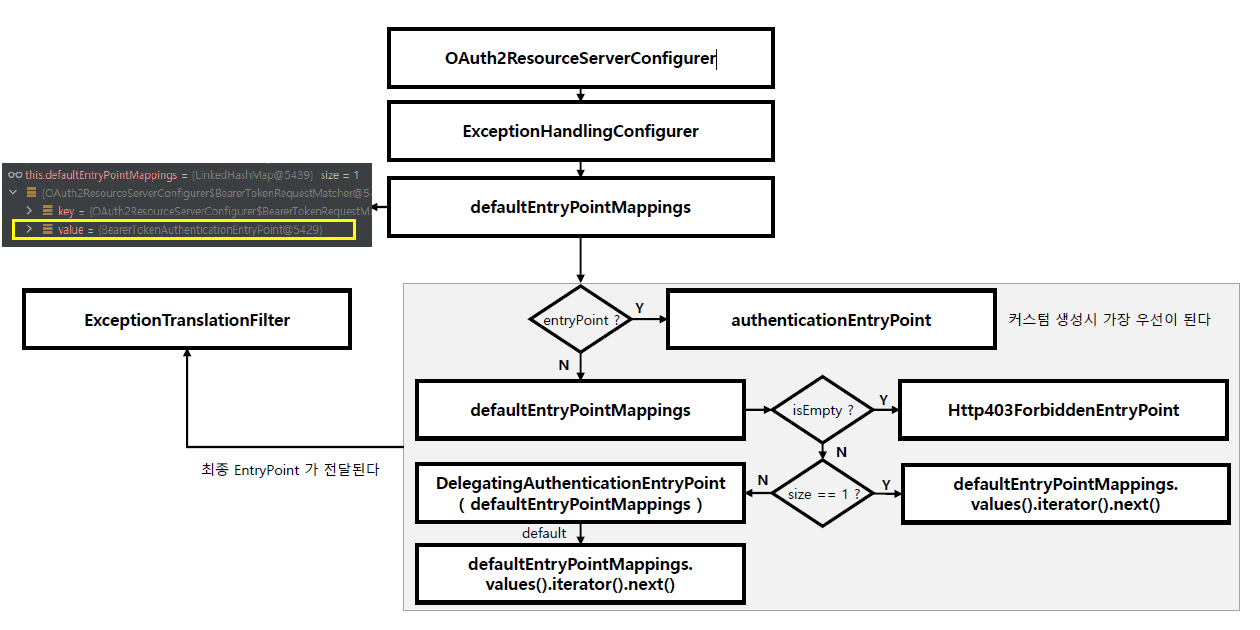 OAuth2ResourceServerConfigurer
ExceptionHandlingConfigurer
this.defaultEntryPointMappings = {LinkedHashMap@5439} size = 1
{OAuth2ResourceServerConfigurer$BearerTokenRequestMatcher@5
key = {OAuth2ResourceServerConfigurer$BearerTokenRequestMa
value = {BearerTokenAuthenticationEntryPoint@5429}
defaultEntryPointMappings
ExceptionTranslationFilter
entryPoint ?
Y
authenticationEntryPoint
커스텀 생성시 가장 우선이 된다
N
defaultEntryPointMappings
isEmpty ?
Y
Http403ForbiddenEntryPoint
N
최종 EntryPoint 가 전달된다
DelegatingAuthenticationEntryPoint
( defaultEntryPointMappings )
N
size == 1 ?
Y
defaultEntryPointMappings.
values().iterator().next()
default
defaultEntryPointMappings.
values().iterator().next()